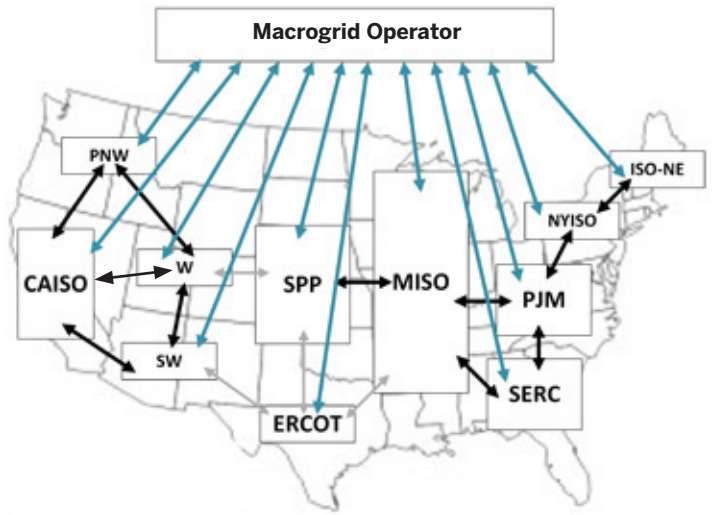 Macrogrid Operator
PNW
ISO-NE
NYISO
W
CAISO
SPP
MISO
PJM
SW
SERC
ERCOT